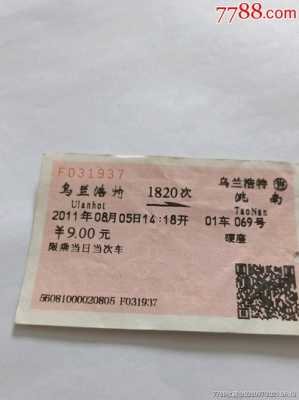 7788.com
FD31937
乌兰浩特 售
乌兰浩特 1820次 洮南
Ulanhot TaoNan
2011年08月05日14:18开 01车 069号
￥9.00元 硬座
限乘当日当次车
56081000020805 F031937